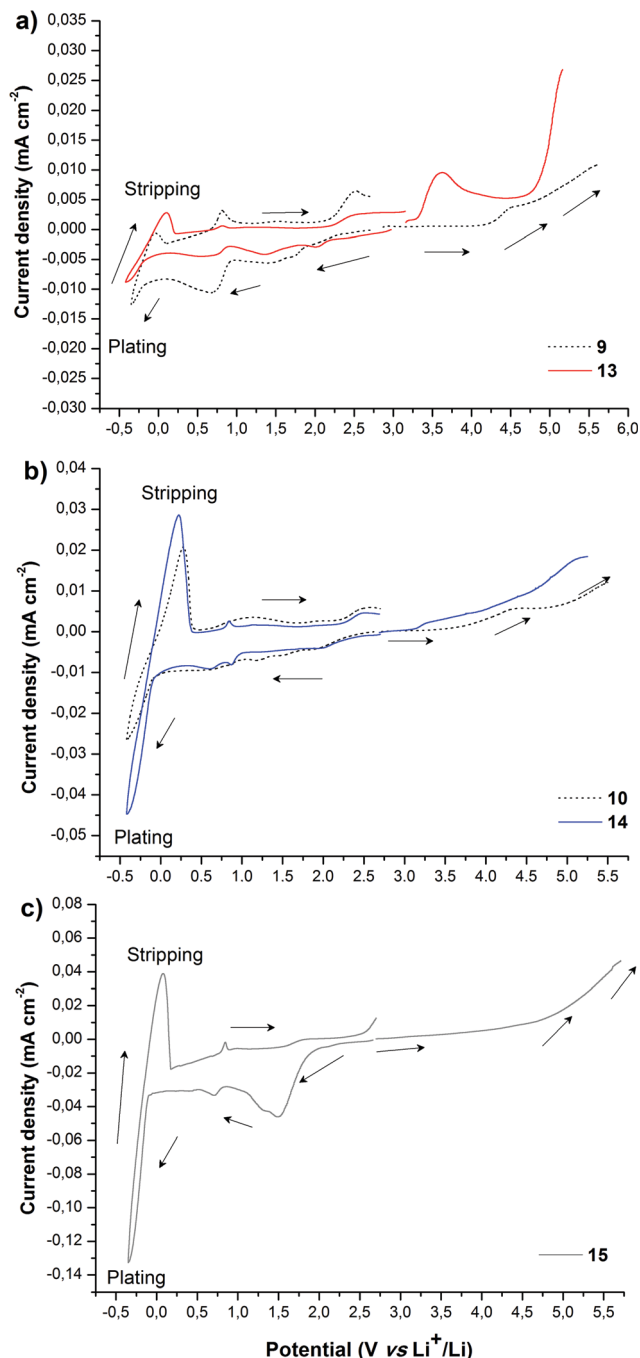 a)
0,035
0,030
0,025
0,020
0,015
0,010
0,005
0,000
-0,005
-0,010
-0,015
-0,020
-0,025
-0,030
Current density (mA cm-2)
Stripping
Plating
9
13
-0,5 0,0 0,5 1,0 1,5 2,0 2,5 3,0 3,5 4,0 4,5 5,0 5,5 6,0
b)
0,04
0,03
0,02
0,01
0,00
-0,01
-0,02
-0,03
-0,04
-0,05
Current density (mA cm-2)
Stripping
Plating
10
14
-0.5 0.0 0.5 1.0 1.5 2.0 2.5 3.0 3.5 4.0 4.5 5.0 5.5
c)
0,08
0,06
0,04
0,02
0,00
-0,02
-0,04
-0,06
-0,08
-0,10
-0,12
-0,14
Current density (mA cm-2)
Stripping
Plating
15
-0,5 0,0 0,5 1,0 1,5 2,0 2,5 3,0 3,5 4,0 4,5 5,0 5,5
Potential (V vs Li+/Li)